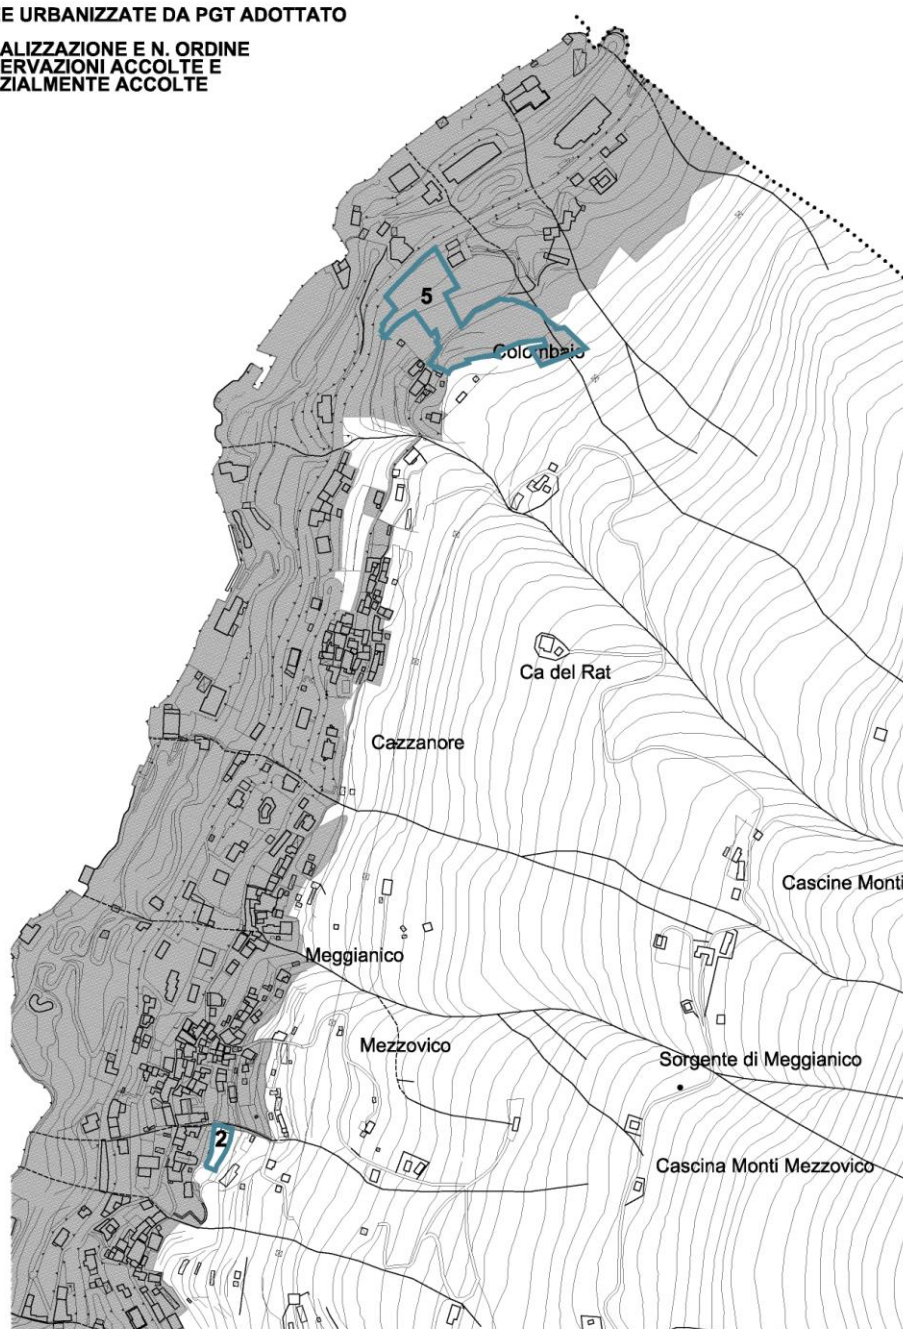 E URBANIZZATE DA PGT ADOTTATO
ALIZZAZIONE E N. ORDINE
ERVAZIONI ACCOLTE E
ZIALMENTE ACCOLTE
5
Colombaio
Ca del Rat
Cazzanore
Cascine Monti
Meggianico
Mezzovico
Sorgente di Meggianico
2
Cascina Monti Mezzovico